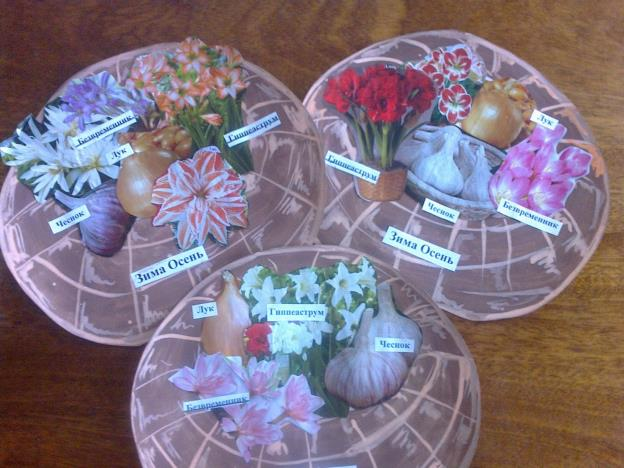 Безвременник
Лук
Гиппеаструм
Чеснок
Зима Осень
Гиппеаструм
Лук
Чеснок
Безвременник
Зима Осень
Лук
Гиппеаструм
Чеснок
Безвременник